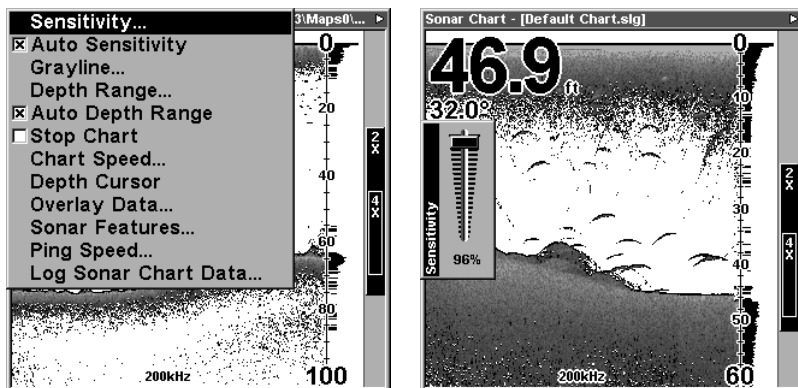 Sensitivity...
3\Maps0\...
Auto Sensitivity
Grayline...
Depth Range...
Auto Depth Range
Stop Chart
Chart Speed...
Depth Cursor
Overlay Data...
Sonar Features...
Ping Speed...
Log Sonar Chart Data...
0
20
40
60
80
100
2X
4X
200kHz
Sonar Chart - [Default Chart.slg]
46.9 ft
32.0°
Sensitivity
96%
0
10
20
30
40
50
60
2X
4X
200kHz